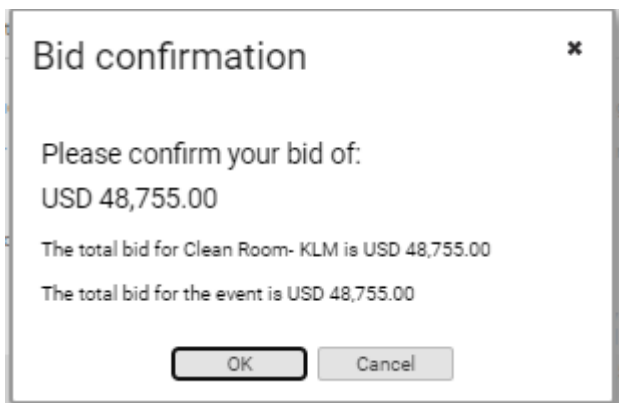 Bid confirmation
Please confirm your bid of:
USD 48,755.00
The total bid for Clean Room- KLM is USD 48,755.00
The total bid for the event is USD 48,755.00
OK Cancel